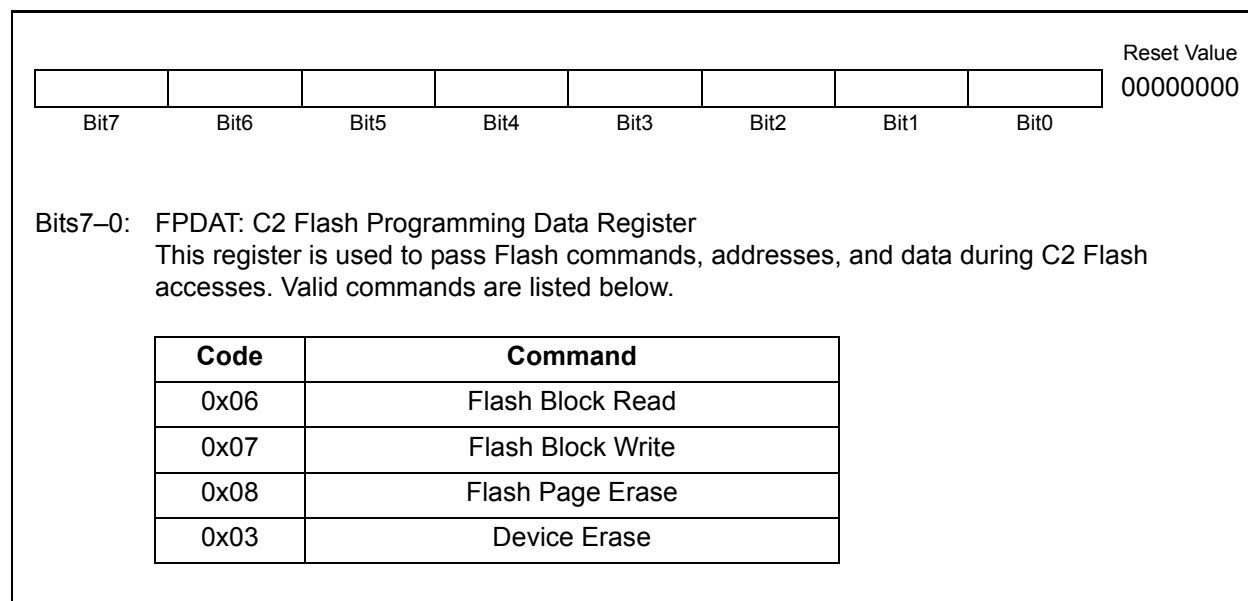 Reset Value
00000000
Bit7 Bit6 Bit5 Bit4 Bit3 Bit2 Bit1 Bit0
Bits7–0: FPDAT: C2 Flash Programming Data Register
This register is used to pass Flash commands, addresses, and data during C2 Flash
accesses. Valid commands are listed below.
Code Command
0x06 Flash Block Read
0x07 Flash Block Write
0x08 Flash Page Erase
0x03 Device Erase